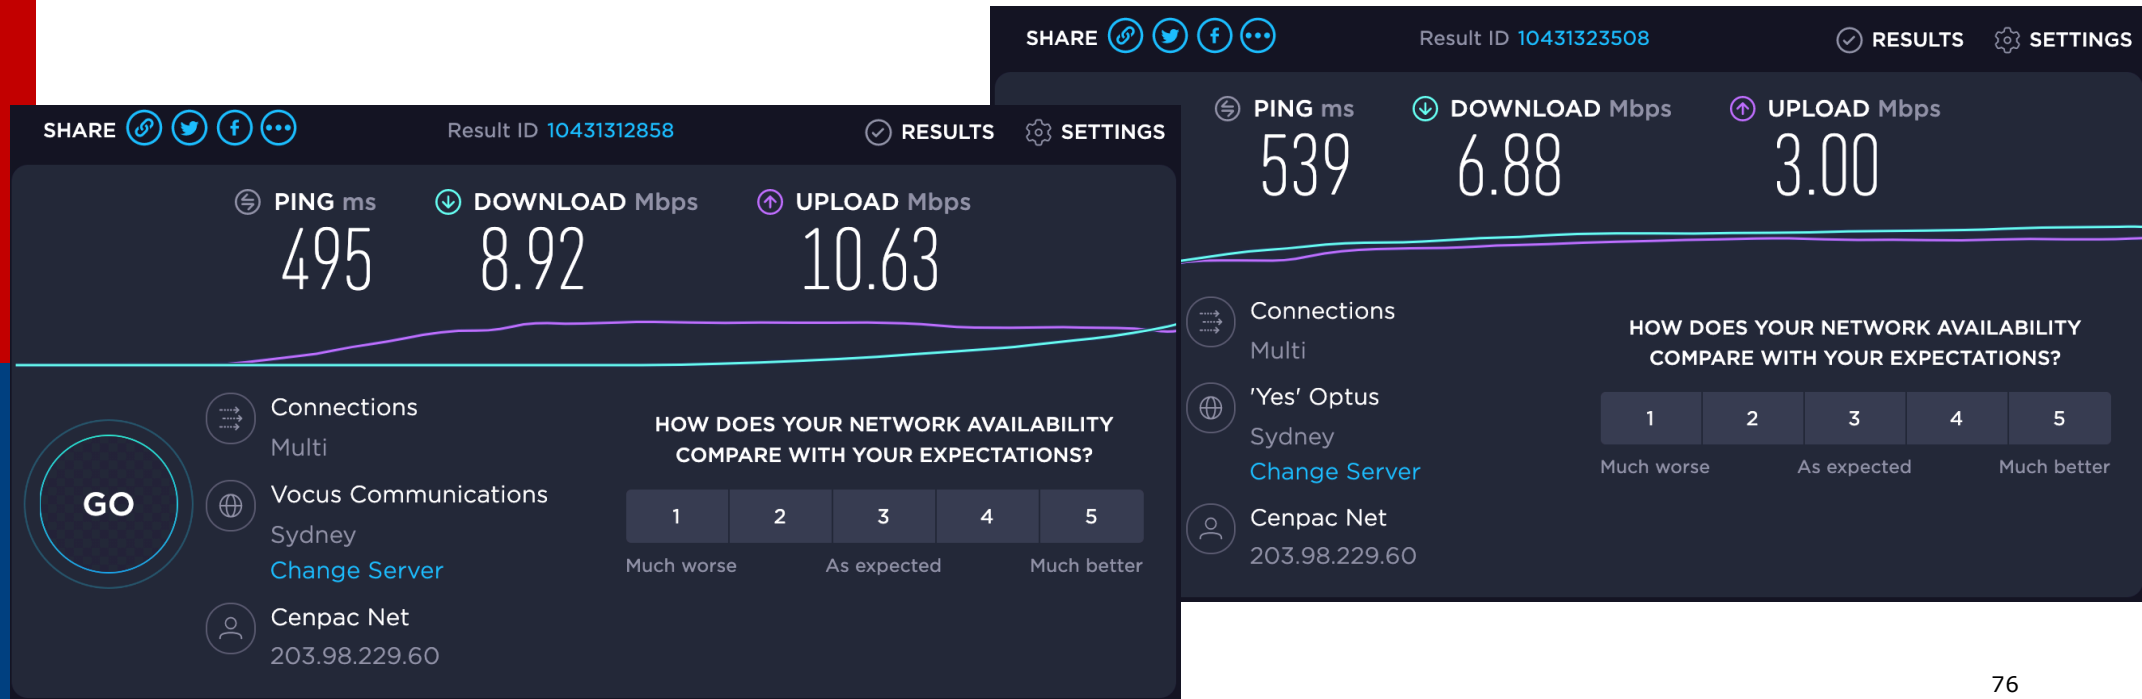 SHARE
Result ID 10431312858
RESULTS
SETTINGS
PING ms
DOWNLOAD Mbps
UPLOAD Mbps
495
8.92
10.63
GO
Connections
Multi
Vocus Communications
Sydney
Change Server
Cenpac Net
203.98.229.60
HOW DOES YOUR NETWORK AVAILABILITY
COMPARE WITH YOUR EXPECTATIONS?
1 2 3 4 5
Much worse As expected Much better
SHARE
Result ID 10431323508
RESULTS
SETTINGS
PING ms
DOWNLOAD Mbps
UPLOAD Mbps
539
6.88
3.00
Connections
Multi
'Yes' Optus
Sydney
Change Server
Cenpac Net
203.98.229.60
HOW DOES YOUR NETWORK AVAILABILITY
COMPARE WITH YOUR EXPECTATIONS?
1 2 3 4 5
Much worse As expected Much better
76